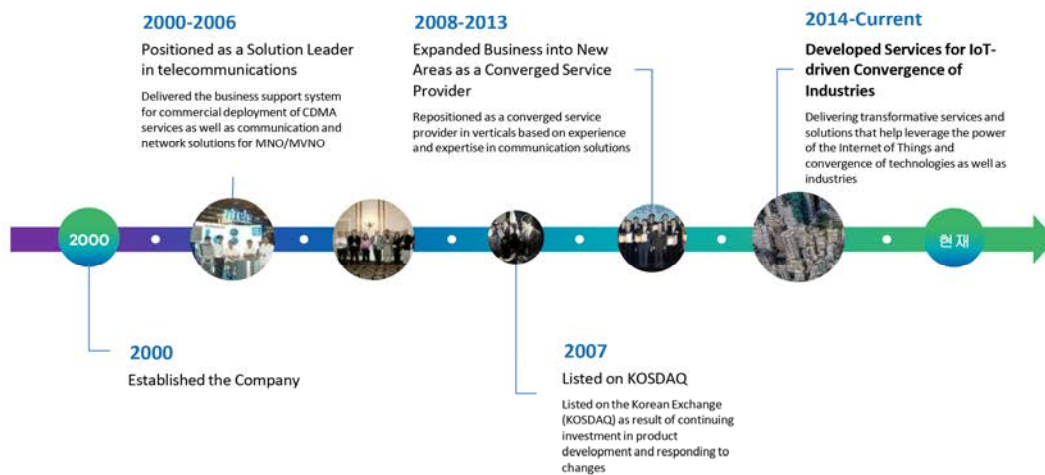 2000-2006
Positioned as a Solution Leader
in telecommunications
Delivered the business support system
for commercial deployment of CDMA
services as well as communication and
network solutions for MNO/MVNO
2008-2013
Expanded Business into New
Areas as a Converged Service
Provider
Repositioned as a converged service
provider in verticals based on experience
and expertise in communication solutions
2014-Current
Developed Services for IoT-
driven Convergence of
Industries
Delivering transformative services and
solutions that help leverage the power
of the Internet of Things and
convergence of technologies as well as
industries
2000
현재
2000
Established the Company
2007
Listed on KOSDAQ
Listed on the Korean Exchange
(KOSDAQ) as result of continuing
investment in product
development and responding to
changes